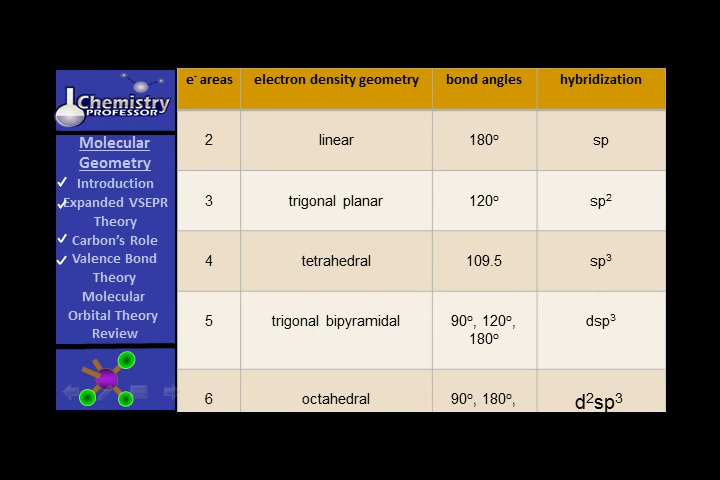 Chemistry
PROFESSOR
Molecular
Geometry
✓ Introduction
✓ Expanded VSEPR
Theory
✓ Carbon's Role
✓ Valence Bond
Theory
Molecular
Orbital Theory
Review
e⁻ areas electron density geometry bond angles hybridization
2 linear 180° sp
3 trigonal planar 120° sp²
4 tetrahedral 109.5 sp³
5 trigonal bipyramidal 90°, 120°, 180° dsp³
6 octahedral 90°, 180°, d²sp³